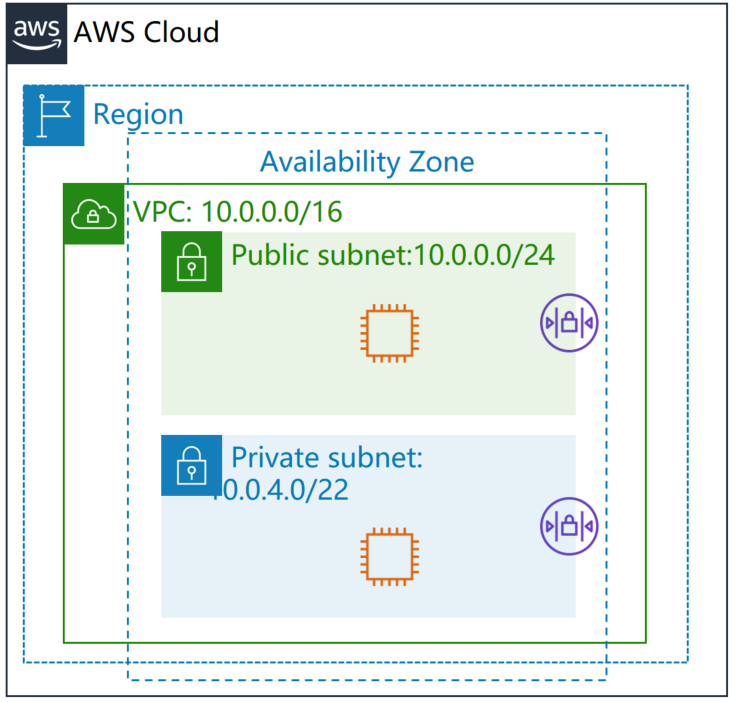 aws
AWS Cloud
Region
Availability Zone
VPC: 10.0.0.0/16
Public subnet:10.0.0.0/24
Private subnet:
10.0.4.0/22